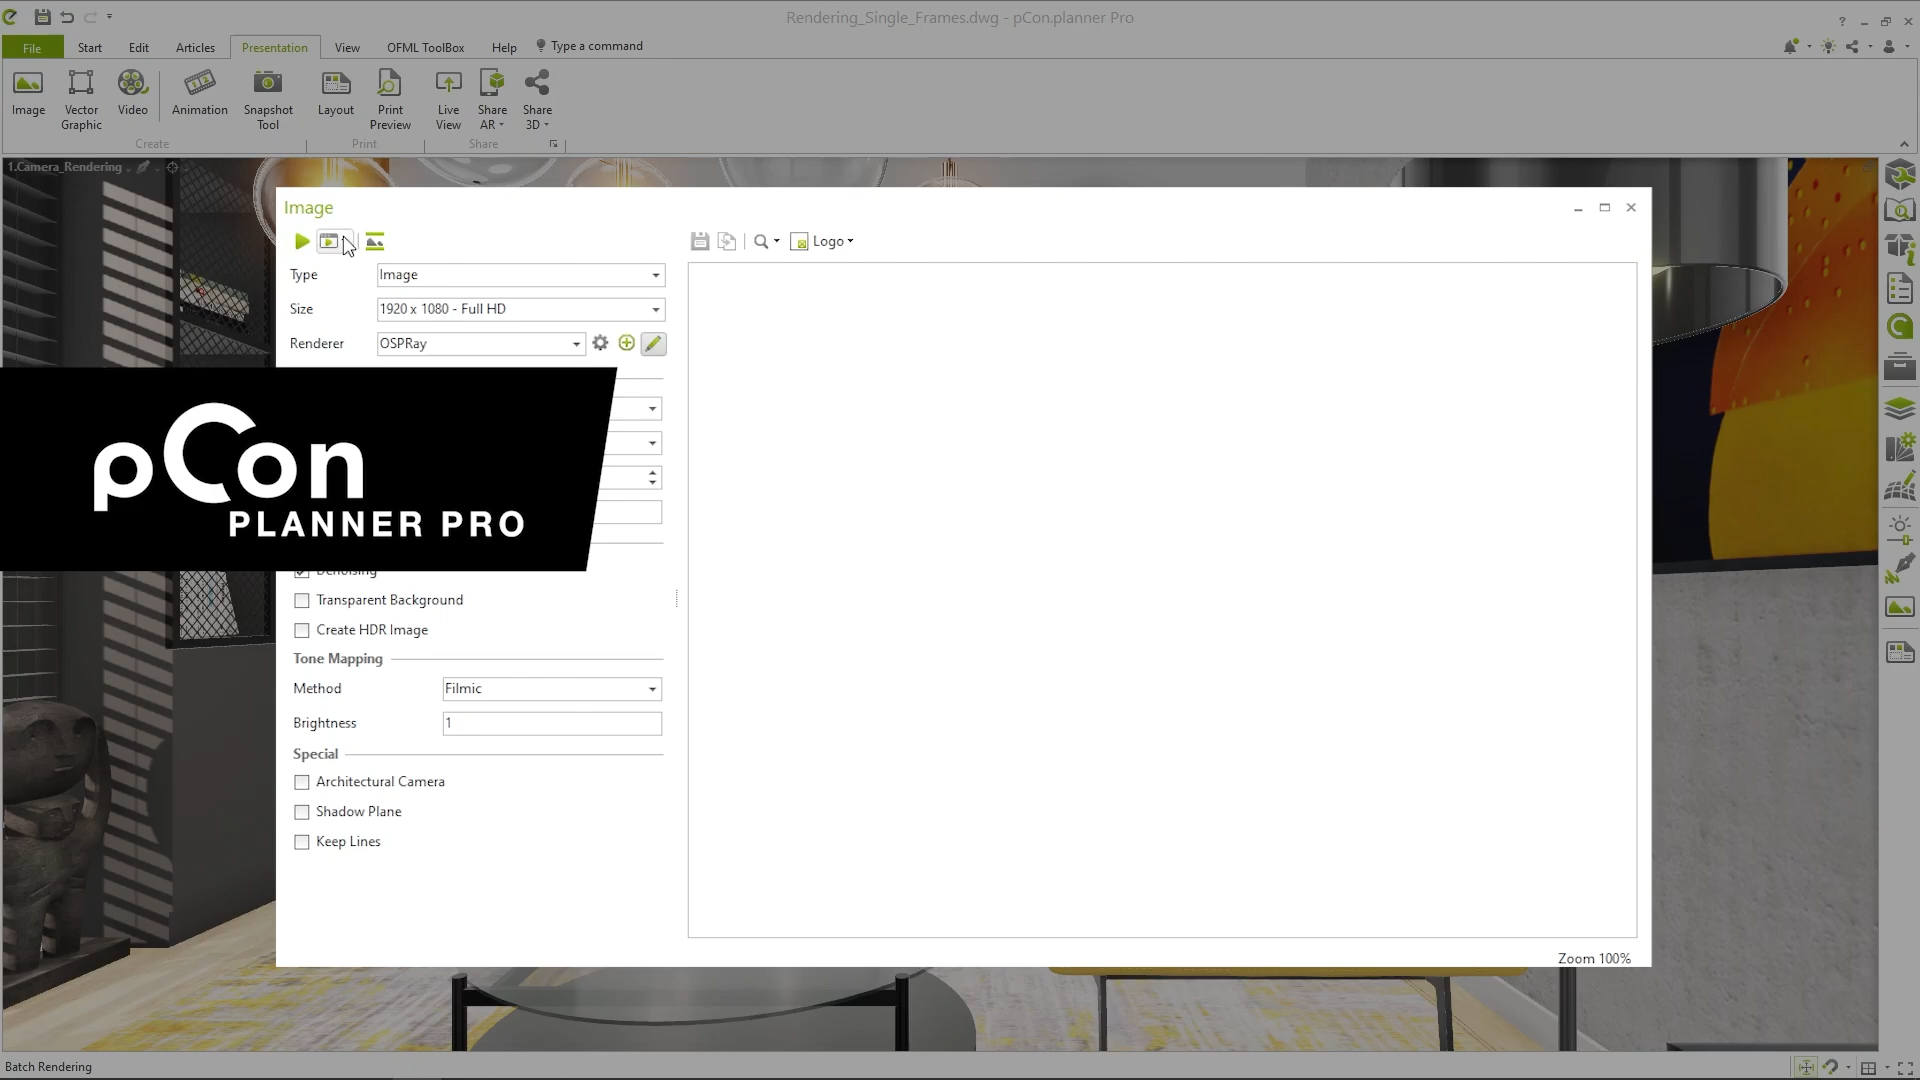 Rendering_Single_Frames.dwg - pCon.planner Pro
File Start Edit Articles Presentation View OFML ToolBox Help Type a command
Image Vector Graphic Video Animation Snapshot Tool Layout Print Preview Live View Share AR Share 3D
Create Print Share
1.Camera_Rendering
Image
Logo
Type Image
Size 1920 x 1080 - Full HD
Renderer OSPRay
pCon
PLANNER PRO
Denoising
Transparent Background
Create HDR Image
Tone Mapping
Method Filmic
Brightness 1
Special
Architectural Camera
Shadow Plane
Keep Lines
Zoom 100%
Batch Rendering